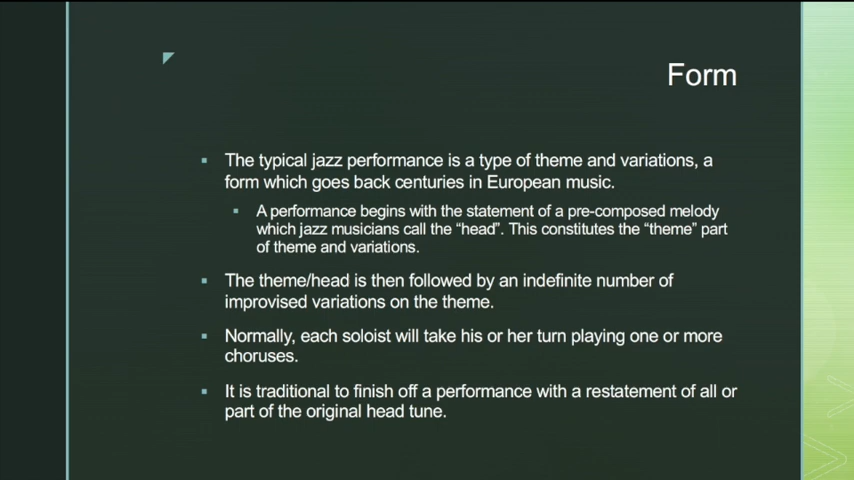 Form
The typical jazz performance is a type of theme and variations, a
form which goes back centuries in European music.
A performance begins with the statement of a pre-composed melody
which jazz musicians call the “head”. This constitutes the “theme” part
of theme and variations.
The theme/head is then followed by an indefinite number of
improvised variations on the theme.
Normally, each soloist will take his or her turn playing one or more
choruses.
It is traditional to finish off a performance with a restatement of all or
part of the original head tune.